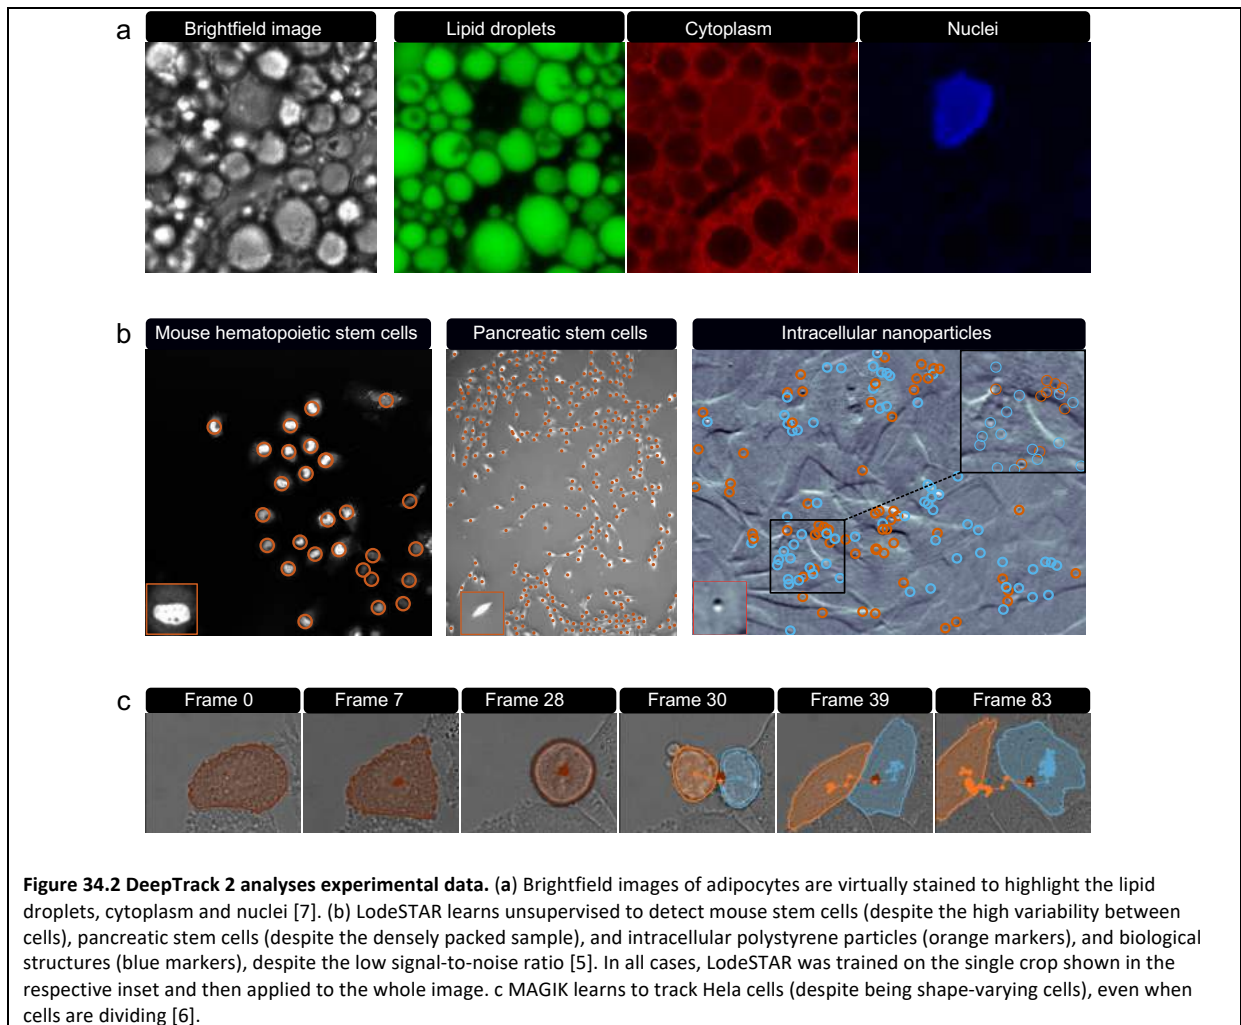 a
Brightfield image
Lipid droplets
Cytoplasm
Nuclei
b
Mouse hematopoietic stem cells
Pancreatic stem cells
Intracellular nanoparticles
c
Frame 0
Frame 7
Frame 28
Frame 30
Frame 39
Frame 83
Figure 34.2 DeepTrack 2 analyses experimental data. (a) Brightfield images of adipocytes are virtually stained to highlight the lipid
droplets, cytoplasm and nuclei [7]. (b) LodeSTAR learns unsupervised to detect mouse stem cells (despite the high variability between
cells), pancreatic stem cells (despite the densely packed sample), and intracellular polystyrene particles (orange markers), and biological
structures (blue markers), despite the low signal-to-noise ratio [5]. In all cases, LodeSTAR was trained on the single crop shown in the
respective inset and then applied to the whole image. c MAGIK learns to track Hela cells (despite being shape-varying cells), even when
cells are dividing [6].